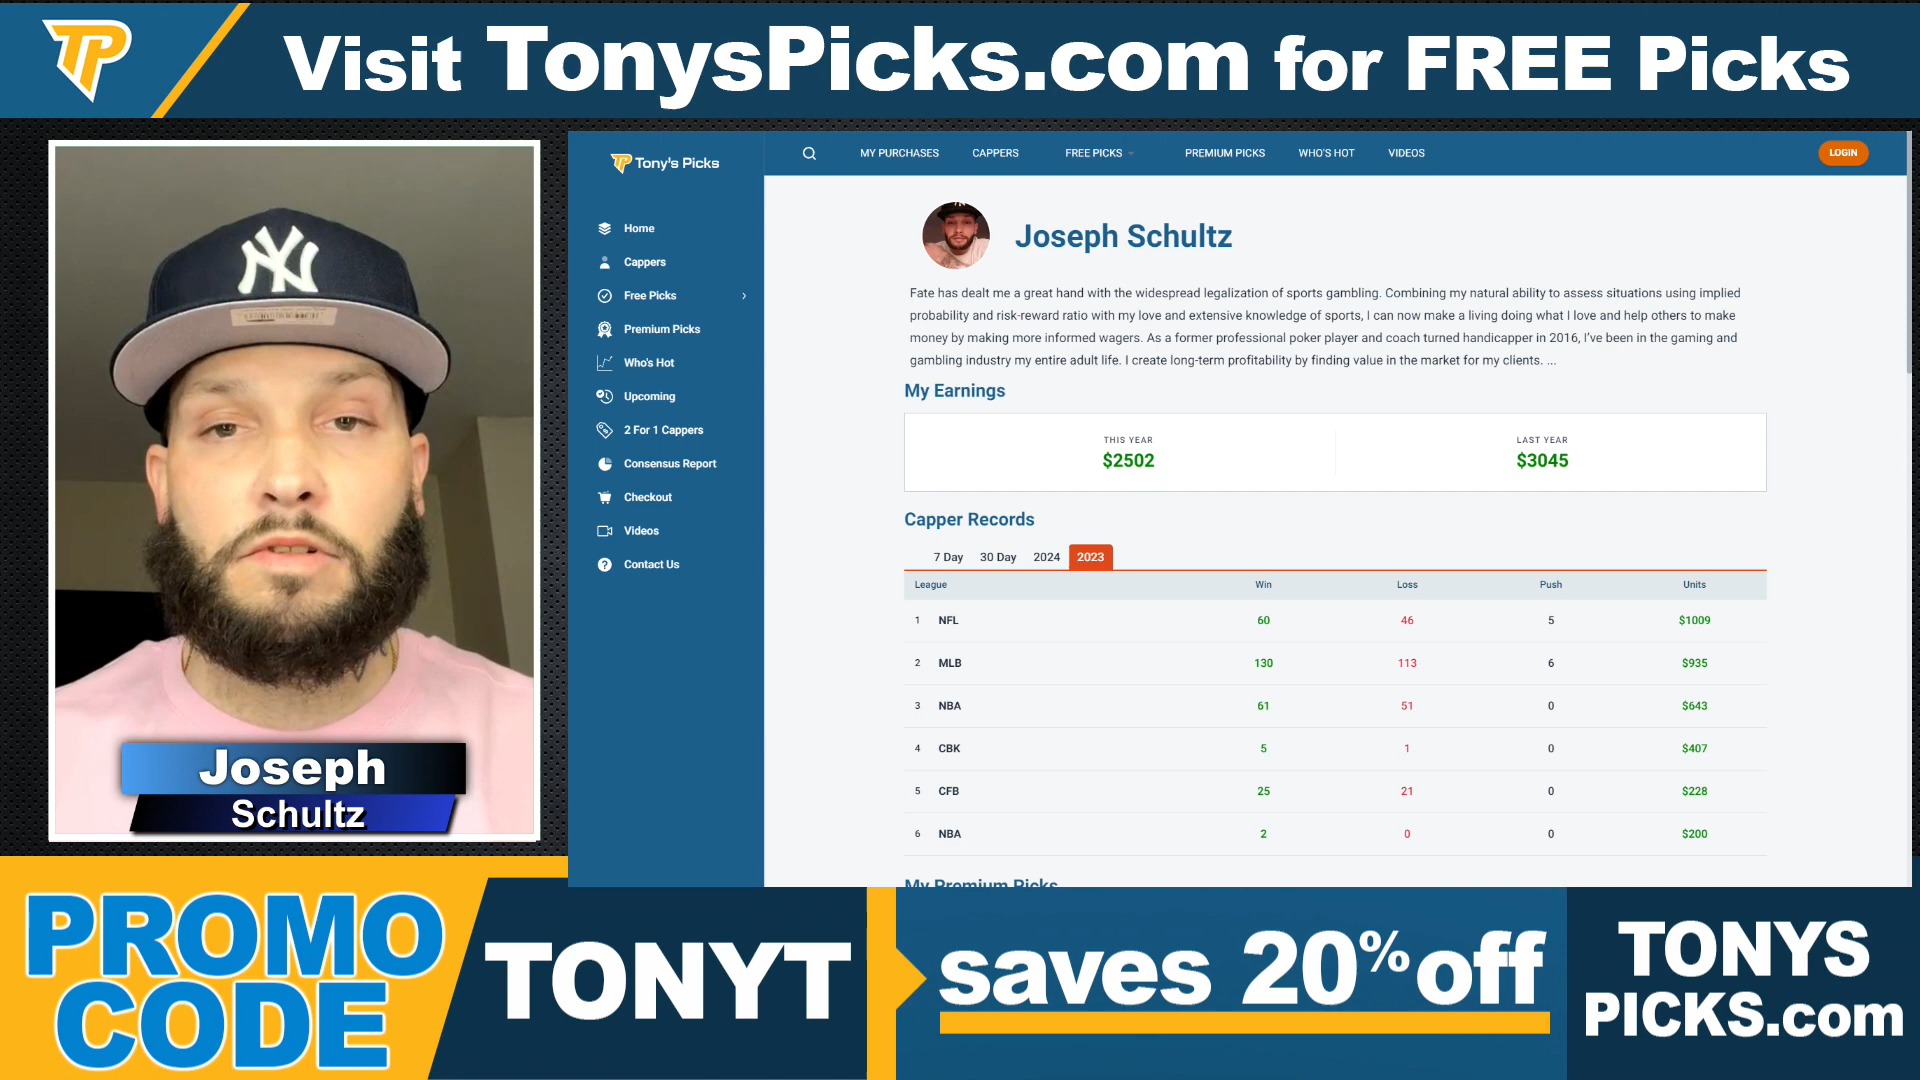 TP
Visit TonysPicks.com for FREE Picks
TP Tony's Picks
MY PURCHASES CAPPERS FREE PICKS PREMIUM PICKS WHO'S HOT VIDEOS LOGIN
Home
Cappers
Free Picks
Premium Picks
Who's Hot
Upcoming
2 For 1 Cappers
Consensus Report
Checkout
Videos
Contact Us
NY
Joseph
Schultz
Joseph Schultz
Fate has dealt me a great hand with the widespread legalization of sports gambling. Combining my natural ability to assess situations using implied
probability and risk-reward ratio with my love and extensive knowledge of sports, I can now make a living doing what I love and help others to make
money by making more informed wagers. As a former professional poker player and coach turned handicapper in 2016, I've been in the gaming and
gambling industry my entire adult life. I create long-term profitability by finding value in the market for my clients. ...
My Earnings
THIS YEAR LAST YEAR
$2502 $3045
Capper Records
7 Day 30 Day 2024 2023
League Win Loss Push Units
1 NFL 60 46 5 $1009
2 MLB 130 113 6 $935
3 NBA 61 51 0 $643
4 CBK 5 1 0 $407
5 CFB 25 21 0 $228
6 NBA 2 0 0 $200
My Premium Picks
PROMO
CODE
TONYT
saves 20% off
TONYS
PICKS.com